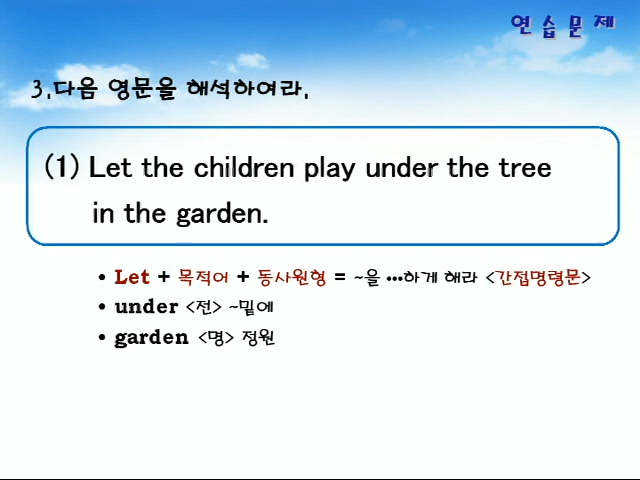 연습문제
3.다음 영문을 해석하여라.
(1) Let the children play under the tree
in the garden.
• Let + 목적어 + 동사원형 = ~을 •••하게 해라 <간접명령문>
• under <전> ~밑에
• garden <명> 정원